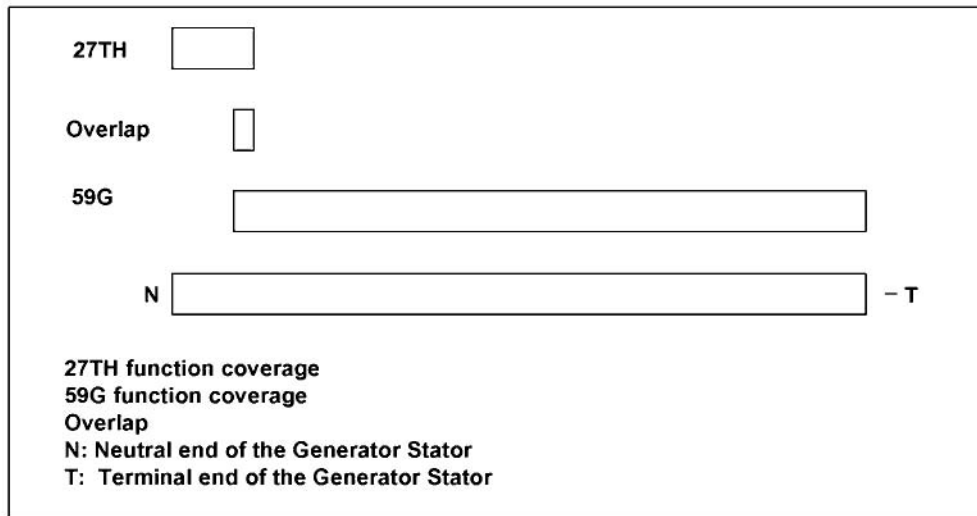 27TH
Overlap
59G
N – T
27TH function coverage
59G function coverage
Overlap
N: Neutral end of the Generator Stator
T: Terminal end of the Generator Stator